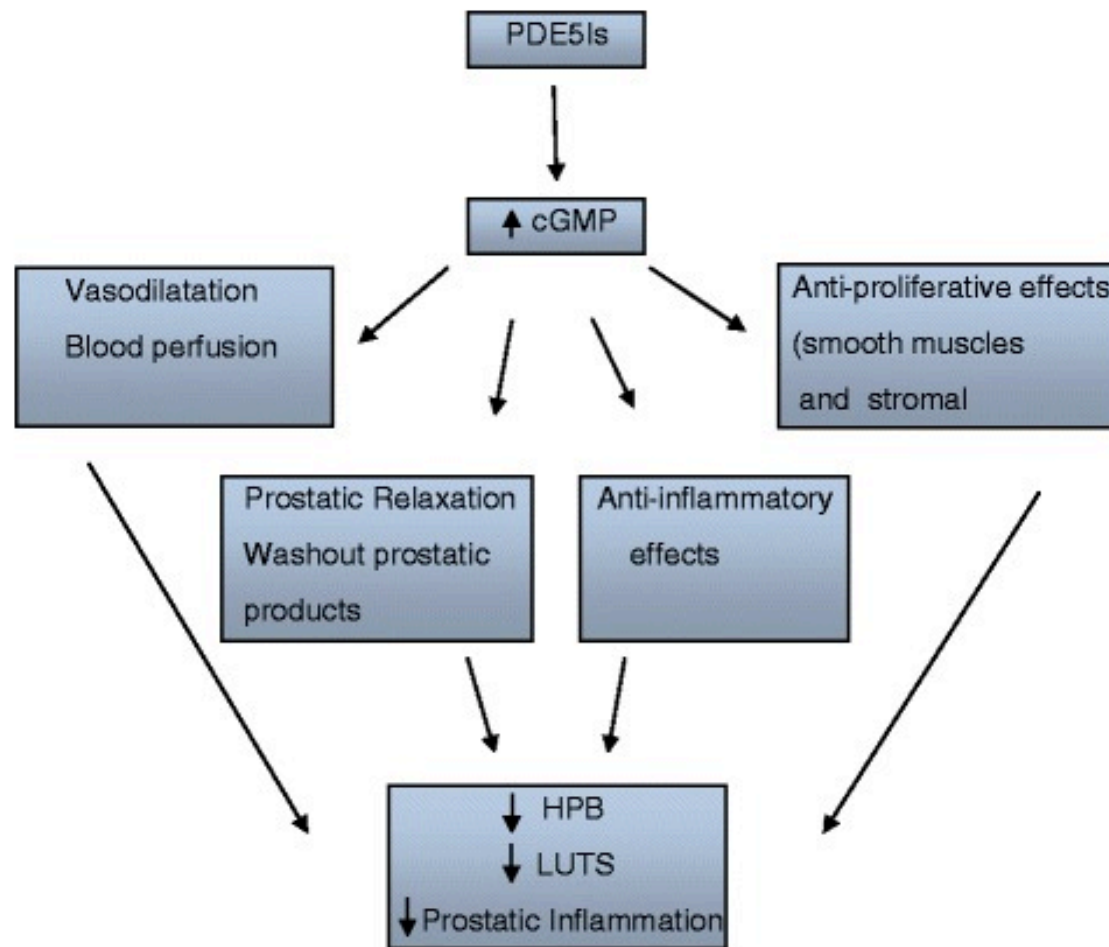 PDE5Is
↑ cGMP
Vasodilatation
Blood perfusion
Anti-proliferative effects
(smooth muscles
and stromal
Prostatic Relaxation
Washout prostatic
products
Anti-inflammatory
effects
↓ HPB
↓ LUTS
↓ Prostatic Inflammation